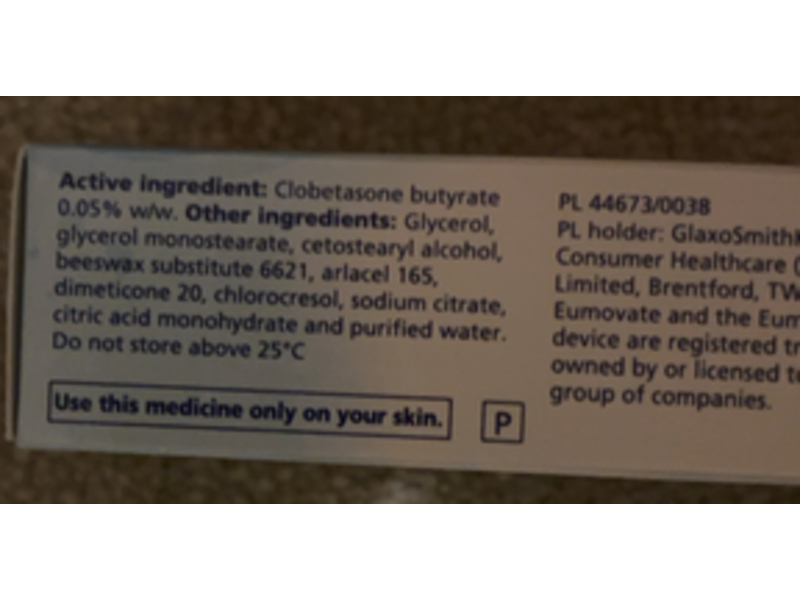 Active ingredient: Clobetasone butyrate
0.05% w/w. Other ingredients: Glycerol,
glycerol monostearate, cetostearyl alcohol,
beeswax substitute 6621, arlacel 165,
dimeticone 20, chlorocresol, sodium citrate,
citric acid monohydrate and purified water.
Do not store above 25°C
Use this medicine only on your skin.
P
PL 44673/0038
PL holder: GlaxoSmith
Consumer Healthcare (
Limited, Brentford, TW
Eumovate and the Eum
device are registered tr
owned by or licensed t
group of companies.